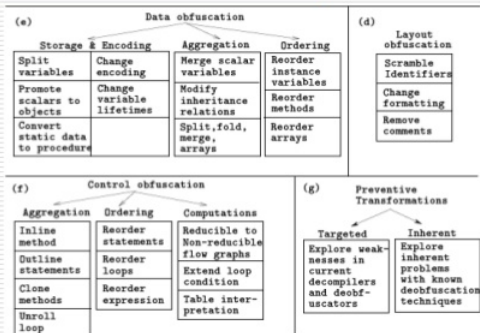 (e)
Data obfuscation
Storage & Encoding
Split
variables
Promote
scalars to
objects
Convert
static data
to procedure
Change
encoding
Change
variable
lifetimes
Aggregation
Merge scalar
variables
Modify
inheritance
relations
Split,fold,
merge,
arrays
Ordering
Reorder
instance
variables
Reorder
methods
Reorder
arrays
(d)
Layout
obfuscation
Scramble
Identifiers
Change
formatting
Remove
comments
(f)
Control obfuscation
Aggregation
Inline
method
Outline
statements
Clone
methods
Unroll
loop
Ordering
Reorder
statements
Reorder
loops
Reorder
expression
Computations
Reducible to
Non-reducible
flow graphs
Extend loop
condition
Table inter-
pretation
(g)
Preventive
Transformations
Targeted
Explore weak-
nesses in
current
decompilers
and deobf-
uscators
Inherent
Explore
inherent
problems
with known
deobfuscation
techniques